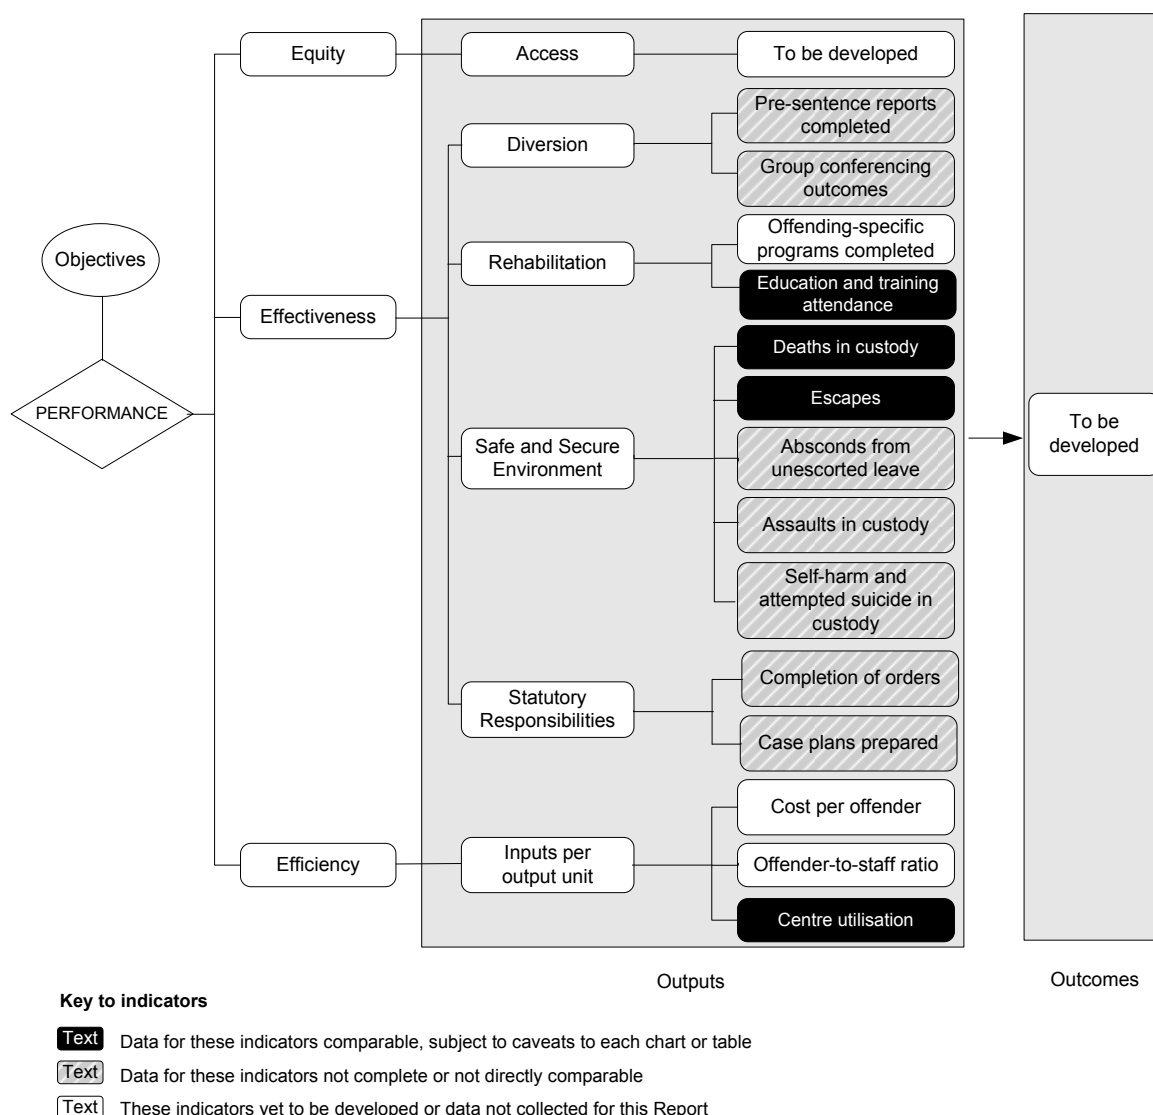 Objectives
PERFORMANCE
Equity
Access
To be developed
Effectiveness
Diversion
Pre-sentence reports
completed
Group conferencing
outcomes
Rehabilitation
Offending-specific
programs completed
Education and training
attendance
Safe and Secure
Environment
Deaths in custody
Escapes
Absconds from
unescorted leave
Assaults in custody
Self-harm and
attempted suicide in
custody
Statutory
Responsibilities
Completion of orders
Case plans prepared
Efficiency
Inputs per
output unit
Cost per offender
Offender-to-staff ratio
Centre utilisation
To be
developed
Outputs
Outcomes
Key to indicators
Text Data for these indicators comparable, subject to caveats to each chart or table
Text Data for these indicators not complete or not directly comparable
Text These indicators yet to be developed or data not collected for this Report